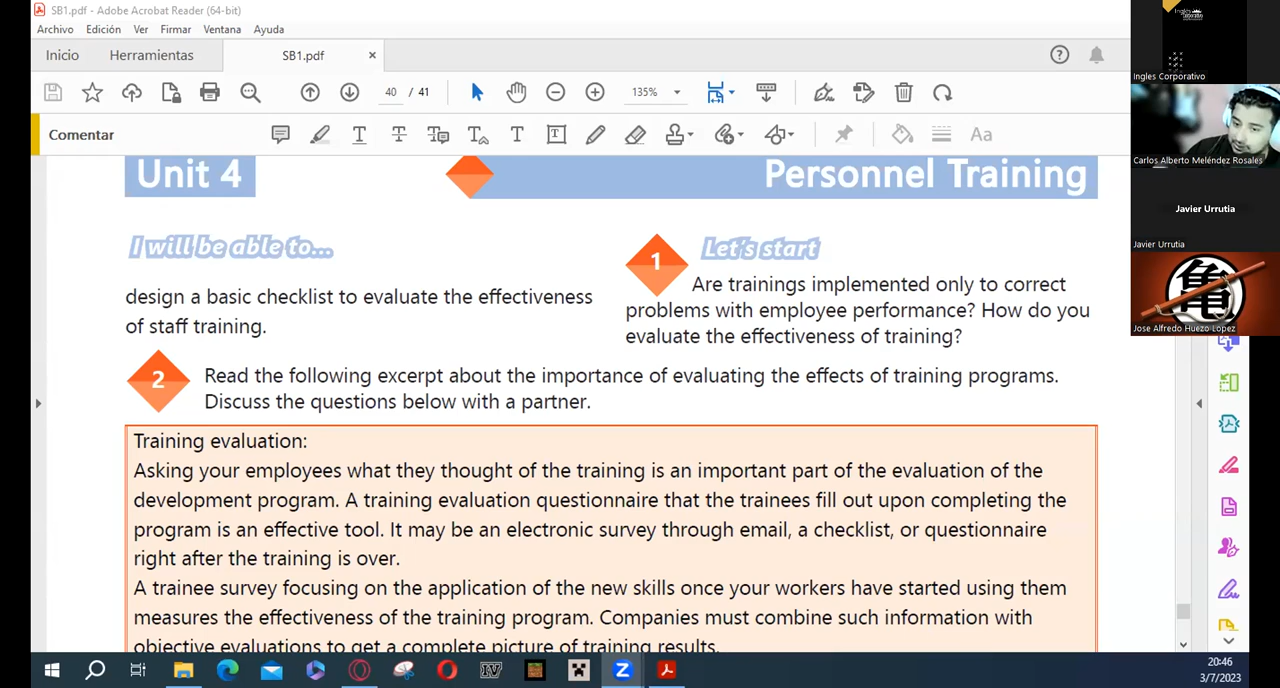 SB1.pdf - Adobe Acrobat Reader (64-bit)
Archivo Edición Ver Firmar Ventana Ayuda
Inicio Herramientas SB1.pdf ×
40 / 41 135%
Comentar
Aa
Unit 4
Personnel Training
I will be able to...
design a basic checklist to evaluate the effectiveness
of staff training.
1
Let's start
Are trainings implemented only to correct
problems with employee performance? How do you
evaluate the effectiveness of training?
2
Read the following excerpt about the importance of evaluating the effects of training programs.
Discuss the questions below with a partner.
Training evaluation:
Asking your employees what they thought of the training is an important part of the evaluation of the
development program. A training evaluation questionnaire that the trainees fill out upon completing the
program is an effective tool. It may be an electronic survey through email, a checklist, or questionnaire
right after the training is over.
A trainee survey focusing on the application of the new skills once your workers have started using them
measures the effectiveness of the training program. Companies must combine such information with
objective evaluations to get a complete picture of training results.
Inglés
Corporativo
Ingles Corporativo
Carlos Alberto Meléndez Rosales
Javier Urrutia
Javier Urrutia
亀
Jose Alfredo Huezo Lopez
IV
20:46
3/7/2023